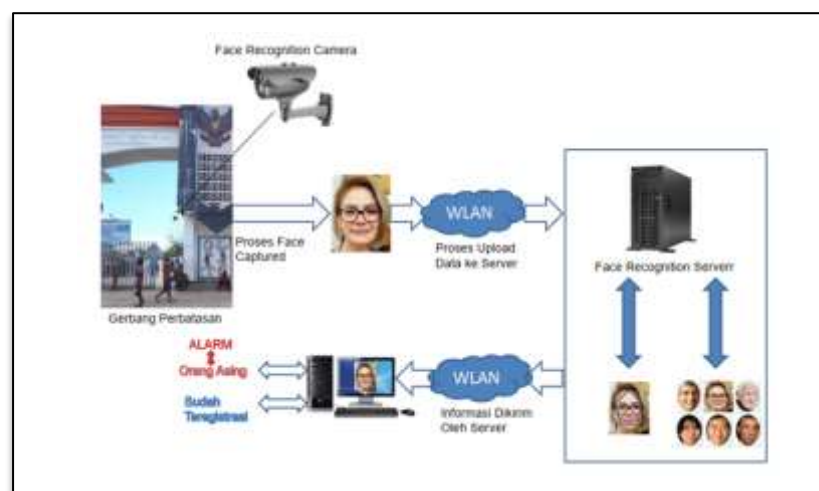 Face Recognition Camera
Proses Face
Captured
WLAN
Proses Upload
Data ke Server
Face Recognition Serverr
Gerbang Perbatasan
ALARM
Orang Asing
Sudah
Teregistrasi
WLAN
Informasi Dikirim
Oleh Server